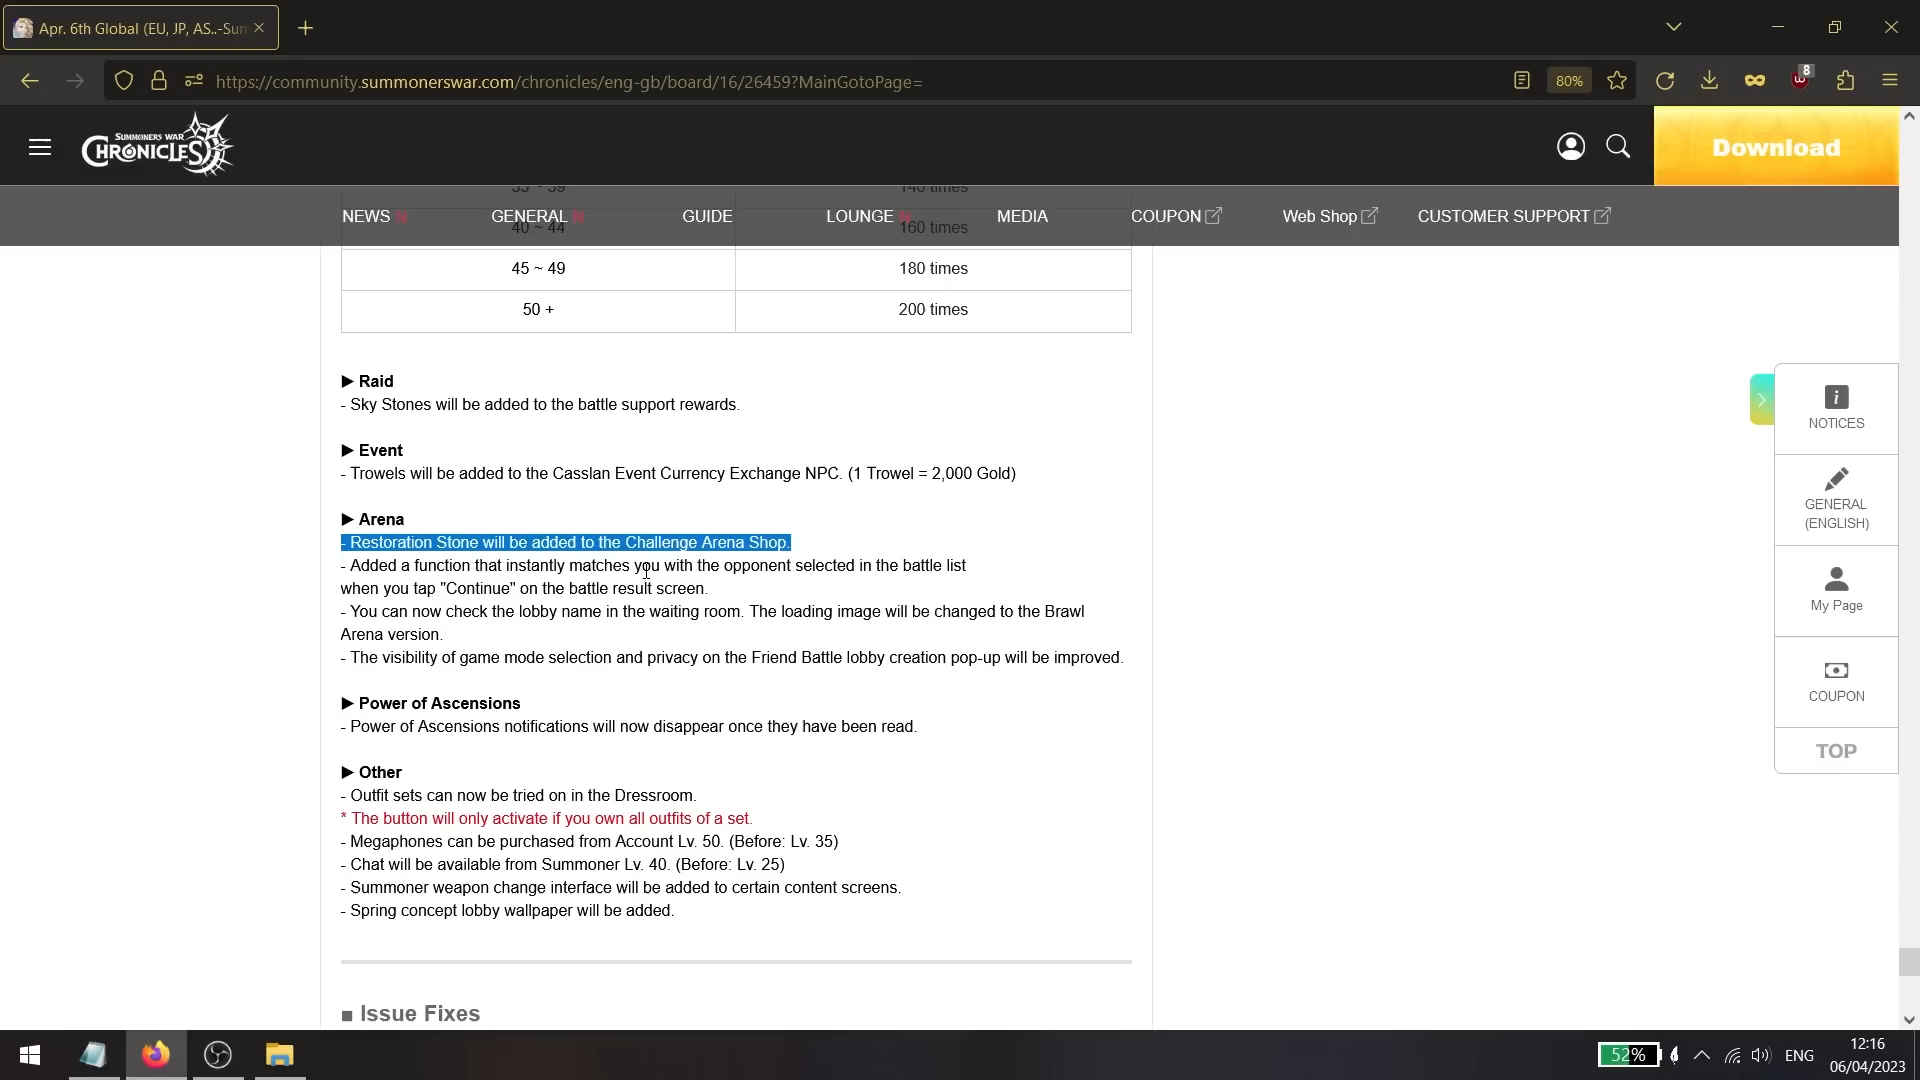 Apr. 6th Global (EU, JP, AS..-Sum
https://community.summonerswar.com/chronicles/eng-gb/board/16/26459?MainGotoPage=
80%
8
SUMMONERS WAR
CHRONICLES
Download
35 ~ 39 140 times
NEWS N GENERAL N GUIDE LOUNGE N MEDIA COUPON Web Shop CUSTOMER SUPPORT
40 ~ 44 160 times
45 ~ 49 180 times
50 + 200 times
▶ Raid
- Sky Stones will be added to the battle support rewards.
▶ Event
- Trowels will be added to the Casslan Event Currency Exchange NPC. (1 Trowel = 2,000 Gold)
▶ Arena
- Restoration Stone will be added to the Challenge Arena Shop.
- Added a function that instantly matches you with the opponent selected in the battle list
when you tap "Continue" on the battle result screen.
- You can now check the lobby name in the waiting room. The loading image will be changed to the Brawl
Arena version.
- The visibility of game mode selection and privacy on the Friend Battle lobby creation pop-up will be improved.
▶ Power of Ascensions
- Power of Ascensions notifications will now disappear once they have been read.
▶ Other
- Outfit sets can now be tried on in the Dressroom.
* The button will only activate if you own all outfits of a set.
- Megaphones can be purchased from Account Lv. 50. (Before: Lv. 35)
- Chat will be available from Summoner Lv. 40. (Before: Lv. 25)
- Summoner weapon change interface will be added to certain content screens.
- Spring concept lobby wallpaper will be added.
■ Issue Fixes
NOTICES
GENERAL
(ENGLISH)
My Page
COUPON
TOP
52%
ENG
12:16
06/04/2023